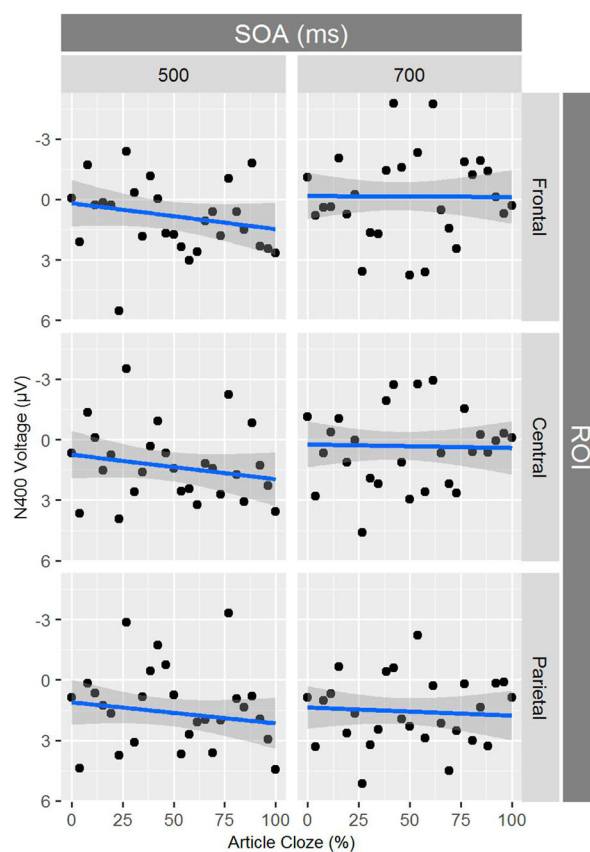 SOA (ms)
500 700
-3
0
3
6
Frontal
-3
0
3
6
Central
-3
0
3
6
Parietal
ROI
N400 Voltage (µV)
0 25 50 75 100 0 25 50 75 100
Article Cloze (%)